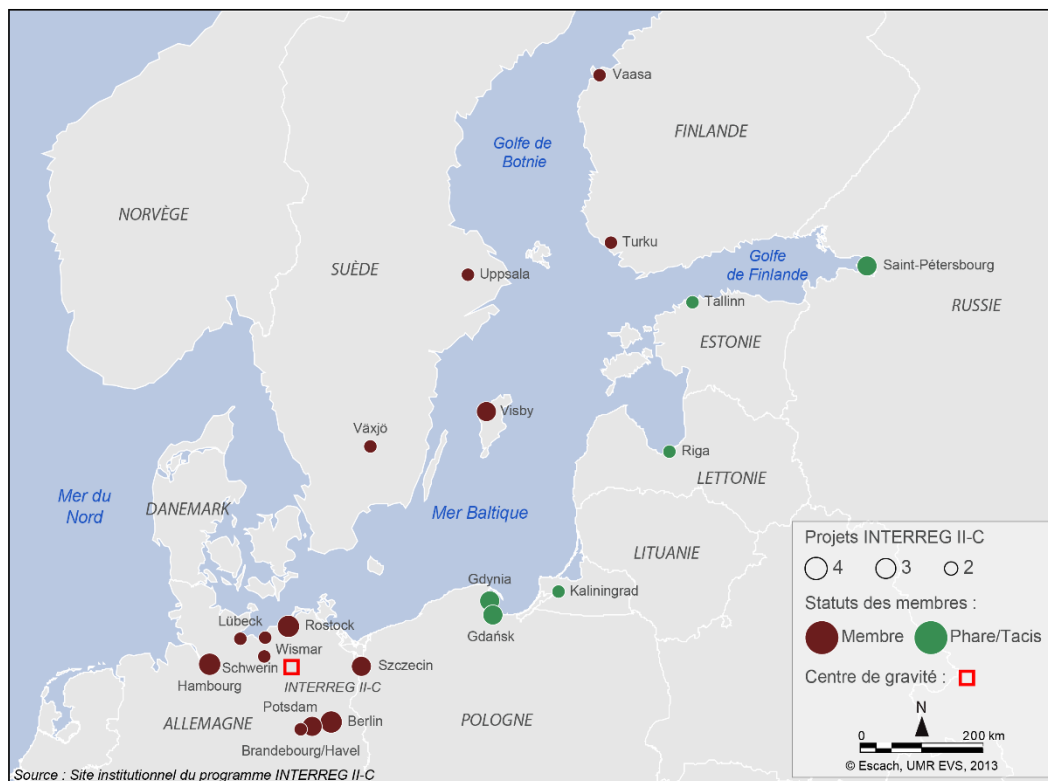 Vaasa
FINLANDE
Golfe de
Botnie
NORVÈGE
Turku
SUÈDE
Golfe
de Finlande
Saint-Pétersbourg
Uppsala
Tallinn
RUSSIE
ESTONIE
Visby
Växjö
Riga
LETTONIE
Mer du
Nord
DANEMARK
Mer Baltique
LITUANIE
Gdynia
Kaliningrad
Gdańsk
Lübeck
Rostock
Wismar
Schwerin
Hambourg
Szczecin
INTERREG II-C
ALLEMAGNE
Potsdam
Berlin
POLOGNE
Brandebourg/Havel
Projets INTERREG II-C
4 3 2
Statuts des membres :
Membre Phare/Tacis
Centre de gravité :
N
0 200 km
© Escach, UMR EVS, 2013
Source : Site institutionnel du programme INTERREG II-C